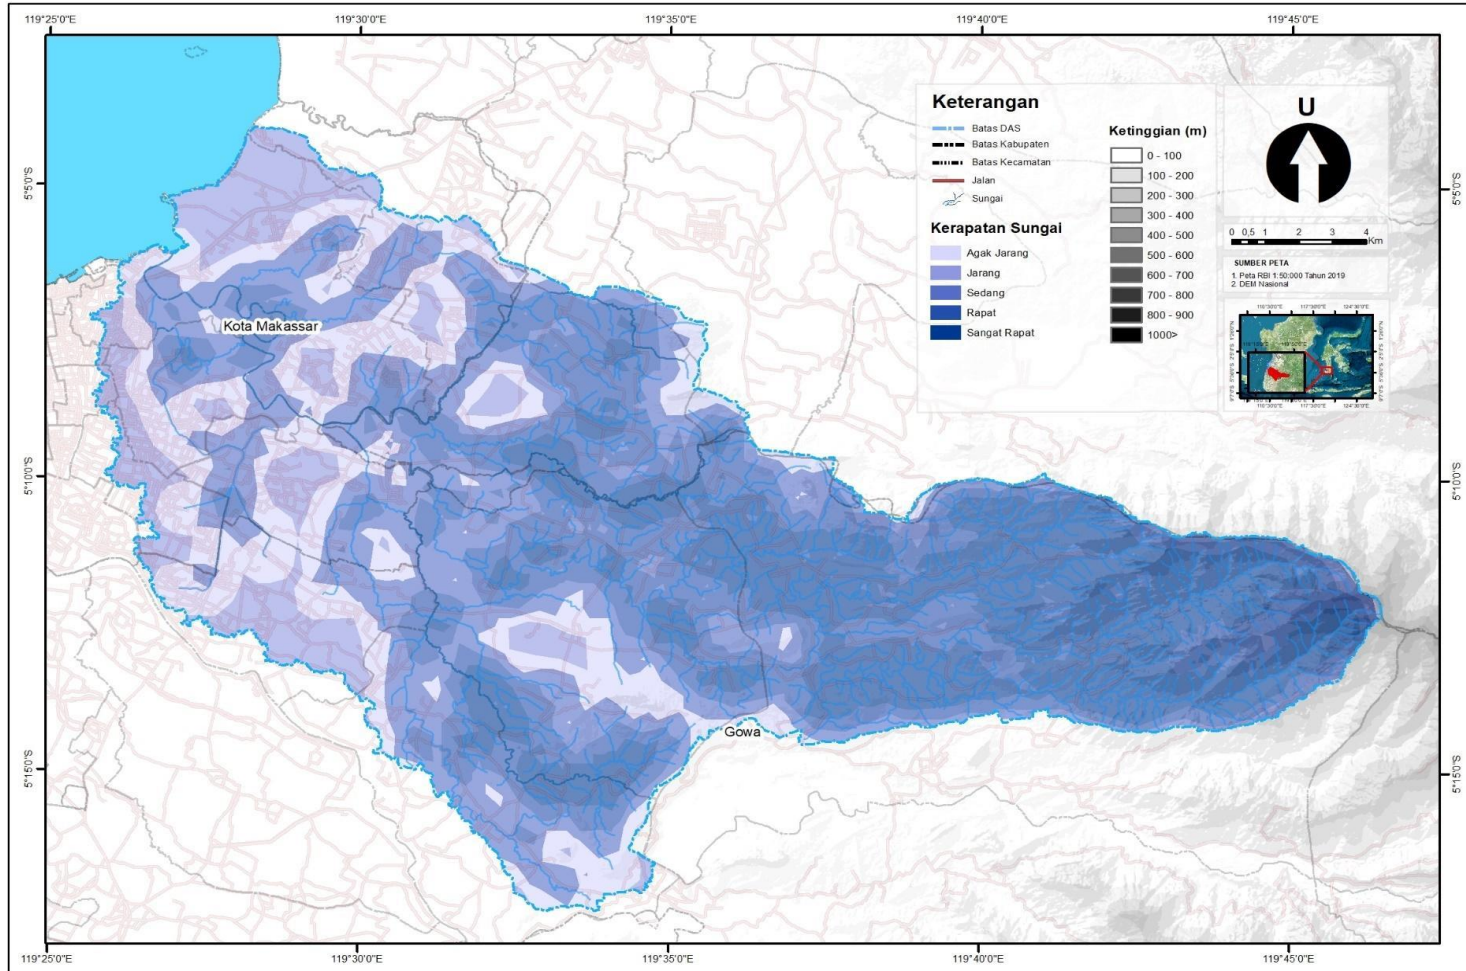 119°25'0"E 119°30'0"E 119°35'0"E 119°40'0"E 119°45'0"E
5°5'0"S
5°5'0"S
5°10'0"S
5°10'0"S
5°15'0"S
5°15'0"S
Kota Makassar
Gowa
Keterangan
Batas DAS
Batas Kabupaten
Batas Kecamatan
Jalan
Sungai
Kerapatan Sungai
Agak Jarang
Jarang
Sedang
Rapat
Sangat Rapat
Ketinggian (m)
0 - 100
100 - 200
200 - 300
300 - 400
400 - 500
500 - 600
600 - 700
700 - 800
800 - 900
1000>
U
0 0,5 1 2 3 4
Km
SUMBER PETA
1. Peta RBI 1:50:000 Tahun 2019
2. DEM Nasional
119°25'0"E 119°30'0"E 119°35'0"E 119°40'0"E 119°45'0"E